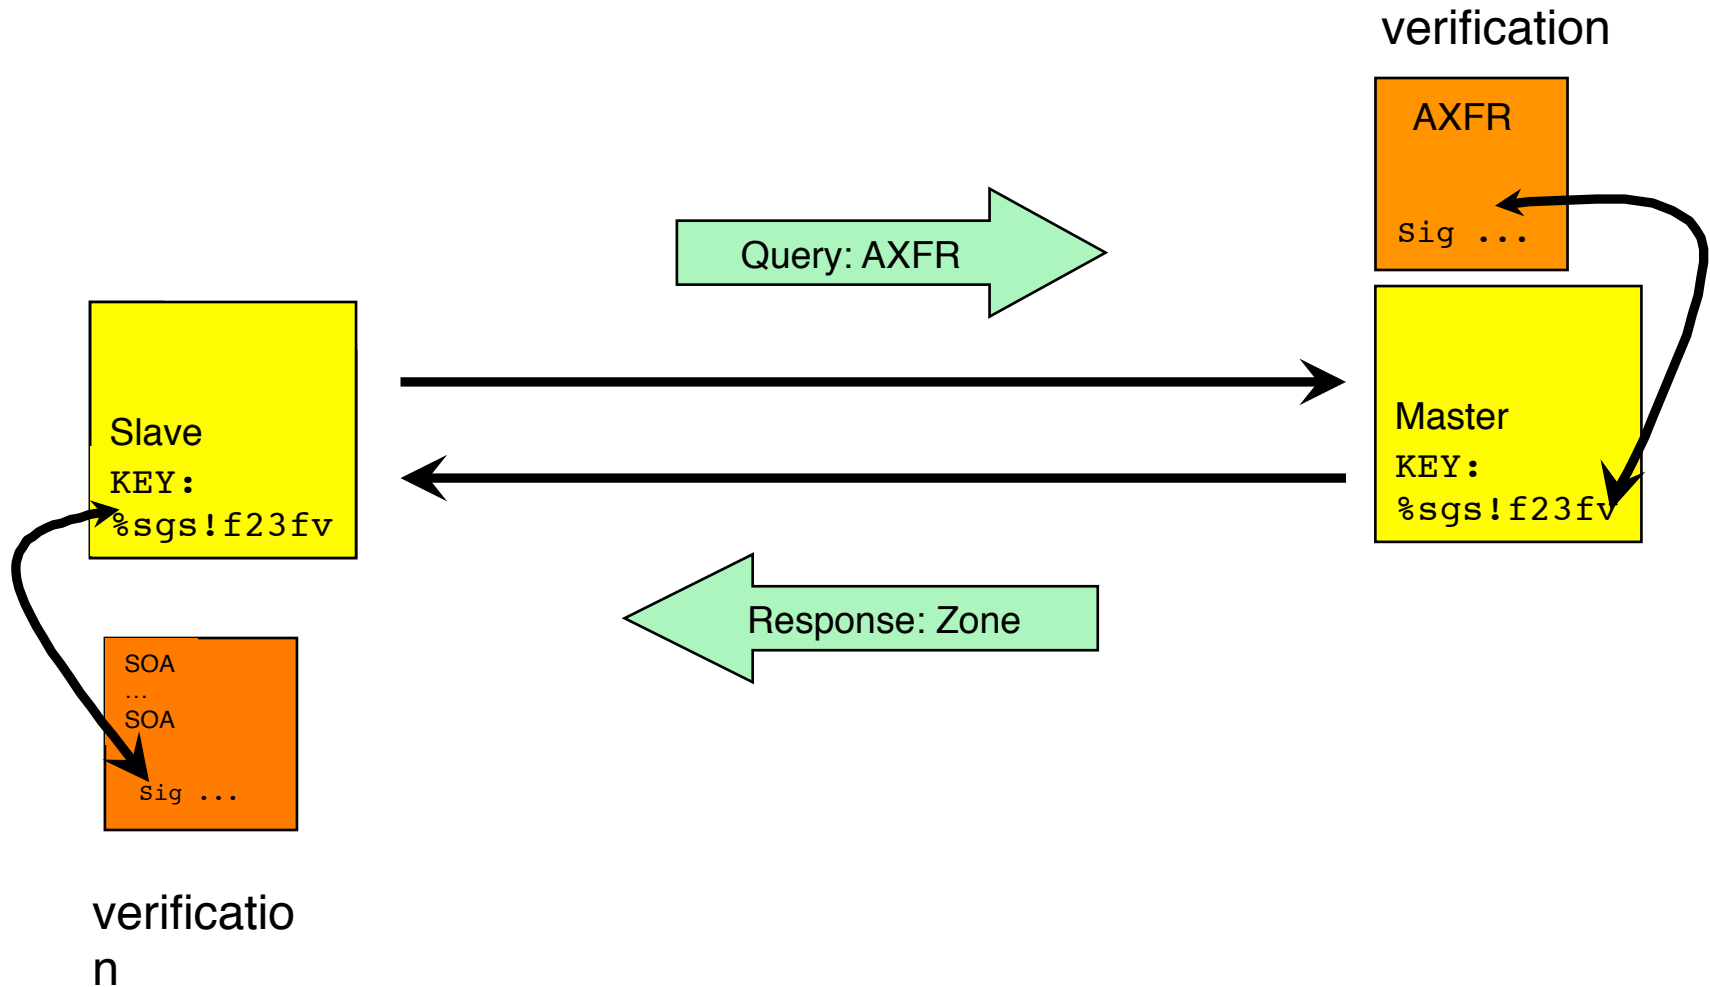 verification
AXFR
Sig ...
Query: AXFR
Slave
KEY:
%sgs!f23fv
Master
KEY:
%sgs!f23fv
Response: Zone
SOA
...
SOA
Sig ...
verificatio
n